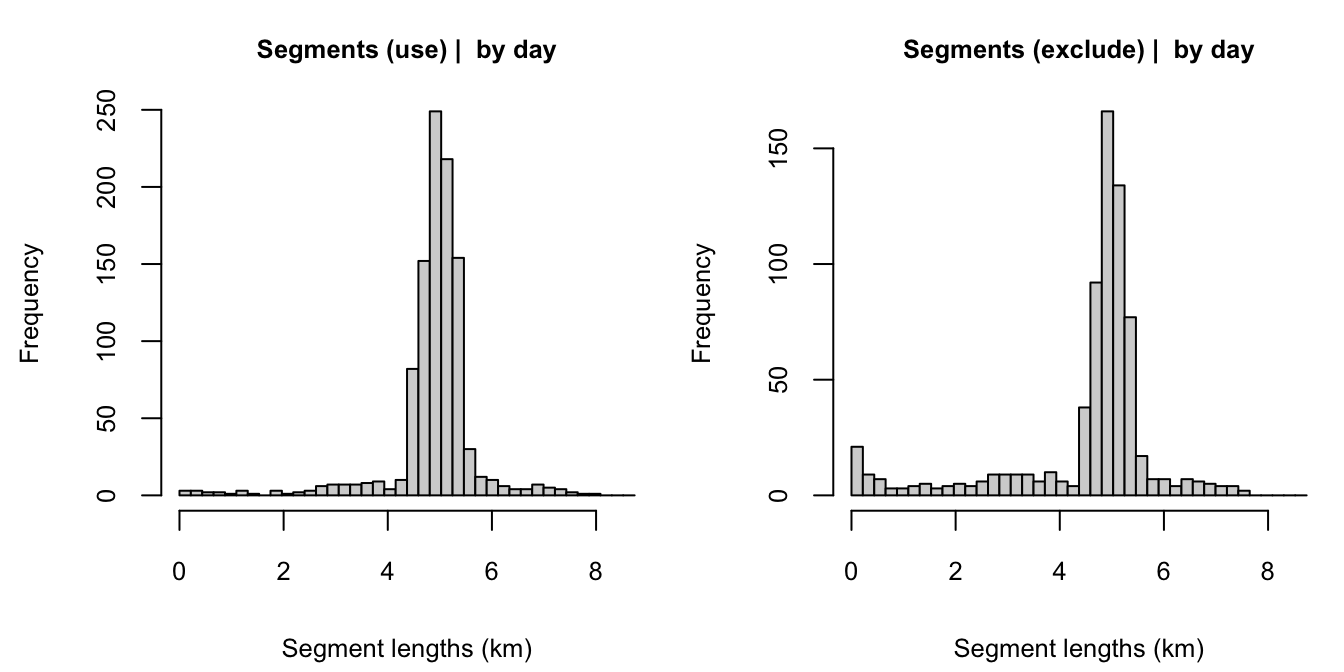 Segments (use) |  by day
Frequency
250
200
150
100
50
0
0 2 4 6 8
Segment lengths (km)
Segments (exclude) |  by day
Frequency
150
100
50
0
0 2 4 6 8
Segment lengths (km)